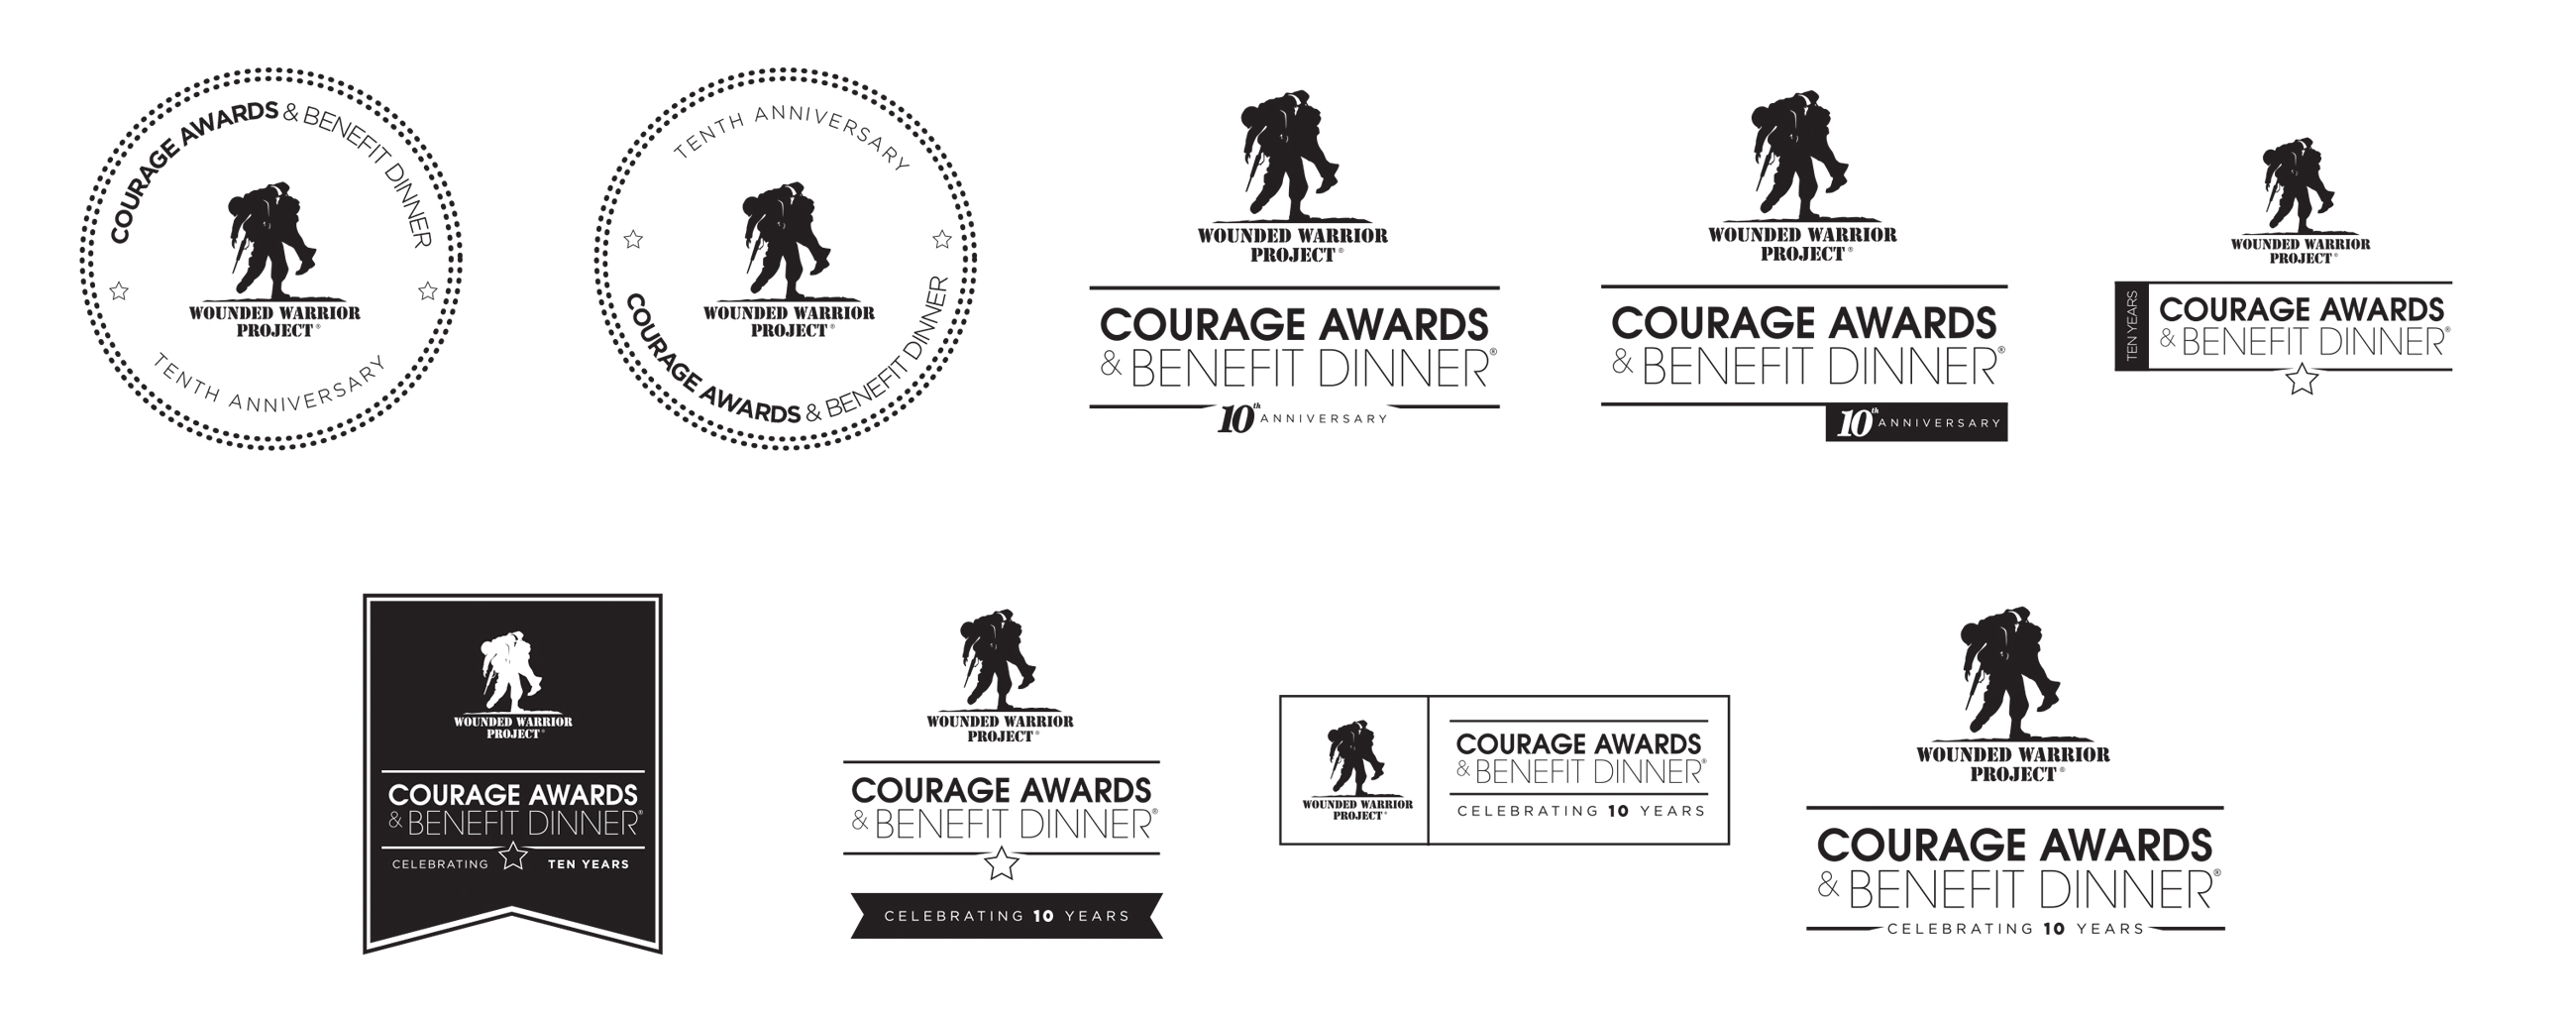 COURAGE AWARDS & BENEFIT DINNER
WOUNDED WARRIOR
PROJECT®
TENTH ANNIVERSARY
TENTH ANNIVERSARY
WOUNDED WARRIOR
PROJECT®
COURAGE AWARDS & BENEFIT DINNER
WOUNDED WARRIOR
PROJECT®
COURAGE AWARDS
& BENEFIT DINNER®
10th ANNIVERSARY
WOUNDED WARRIOR
PROJECT®
COURAGE AWARDS
& BENEFIT DINNER®
10th ANNIVERSARY
WOUNDED WARRIOR
PROJECT®
TEN YEARS
COURAGE AWARDS
& BENEFIT DINNER®
WOUNDED WARRIOR
PROJECT®
COURAGE AWARDS
& BENEFIT DINNER®
CELEBRATING TEN YEARS
WOUNDED WARRIOR
PROJECT®
COURAGE AWARDS
& BENEFIT DINNER®
CELEBRATING 10 YEARS
WOUNDED WARRIOR
PROJECT®
COURAGE AWARDS
& BENEFIT DINNER®
CELEBRATING 10 YEARS
WOUNDED WARRIOR
PROJECT®
COURAGE AWARDS
& BENEFIT DINNER®
CELEBRATING 10 YEARS